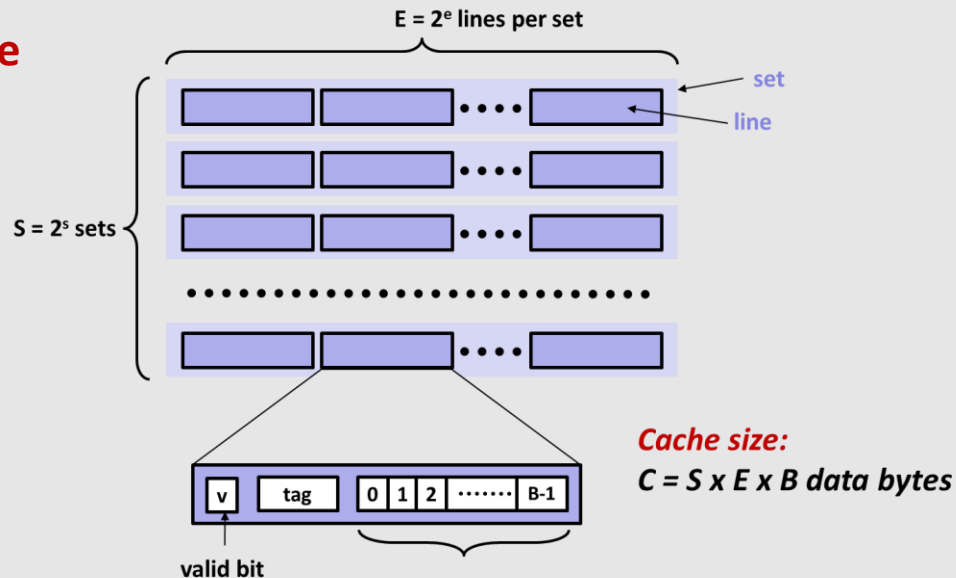 E = 2ᵉ lines per set
e
set
line
S = 2ˢ sets
Cache size:
C = S x E x B data bytes
v tag 0 1 2 ....... B-1
valid bit